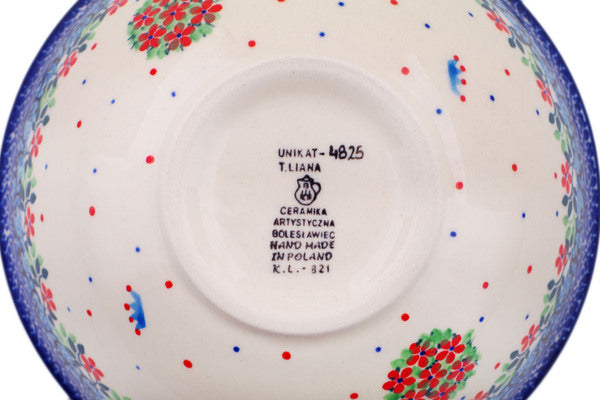 UNIKAT-4825
T.LIANA
CERAMIKA
ARTYSTYCZNA
BOLESŁAWIEC
HAND MADE
IN POLAND
K.L.-821